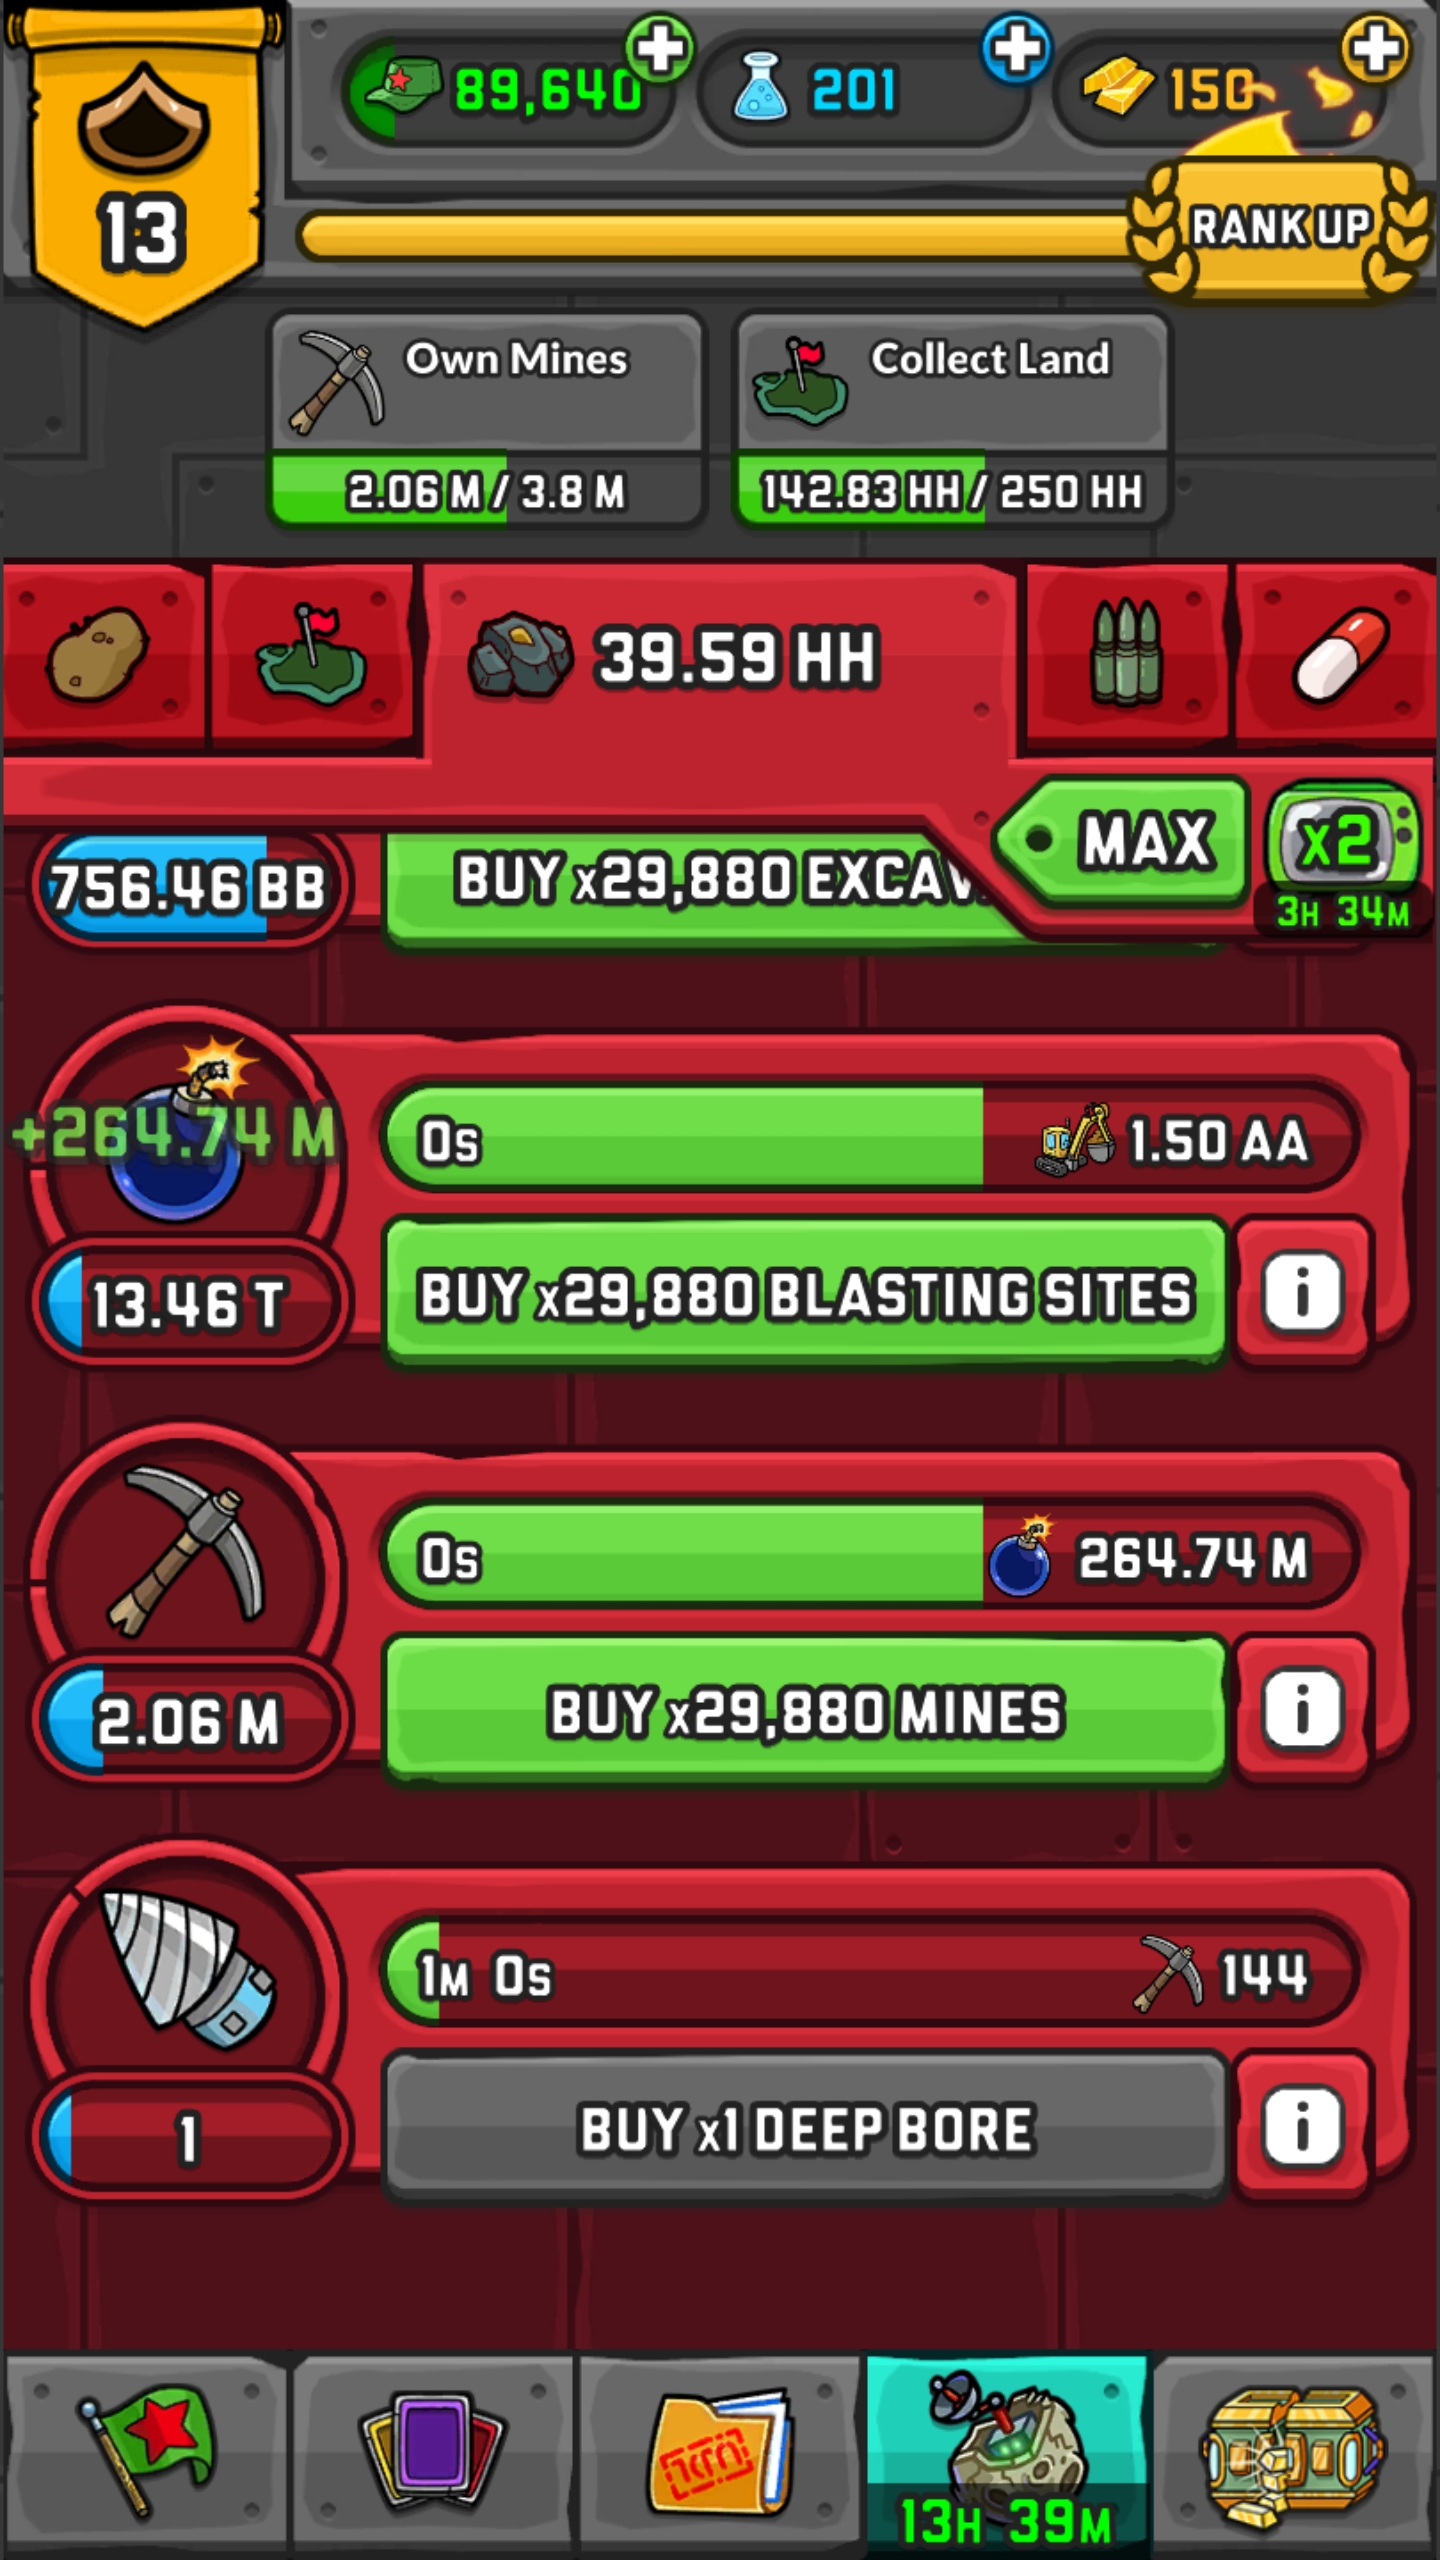 89,640
201
150
13
RANK UP
Own Mines
2.06 M / 3.8 M
Collect Land
142.83 HH / 250 HH
39.59 HH
MAX
x2
3H 34M
756.46 BB
BUY x29,880
+264.74 M
0s
1.50 AA
13.46 T
BUY x29,880 BLASTING SITES
i
0s
264.74 M
2.06 M
BUY x29,880 MINES
i
1M 0s
144
1
BUY x1 DEEP BORE
i
13H 39M